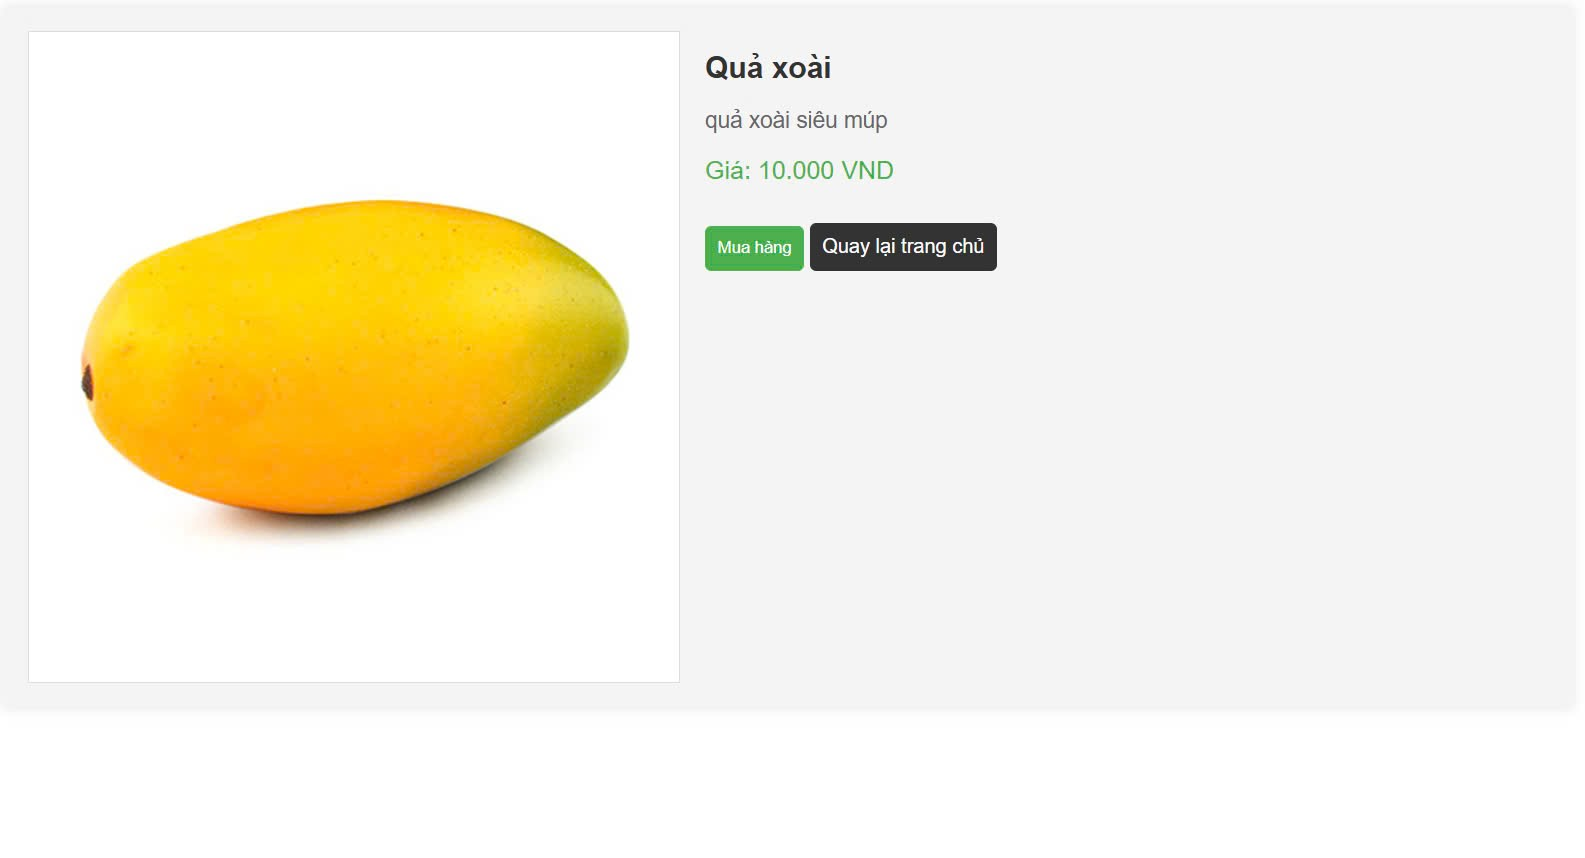 Quả xoài
quả xoài siêu múp
Giá: 10.000 VND
Mua hàng
Quay lại trang chủ